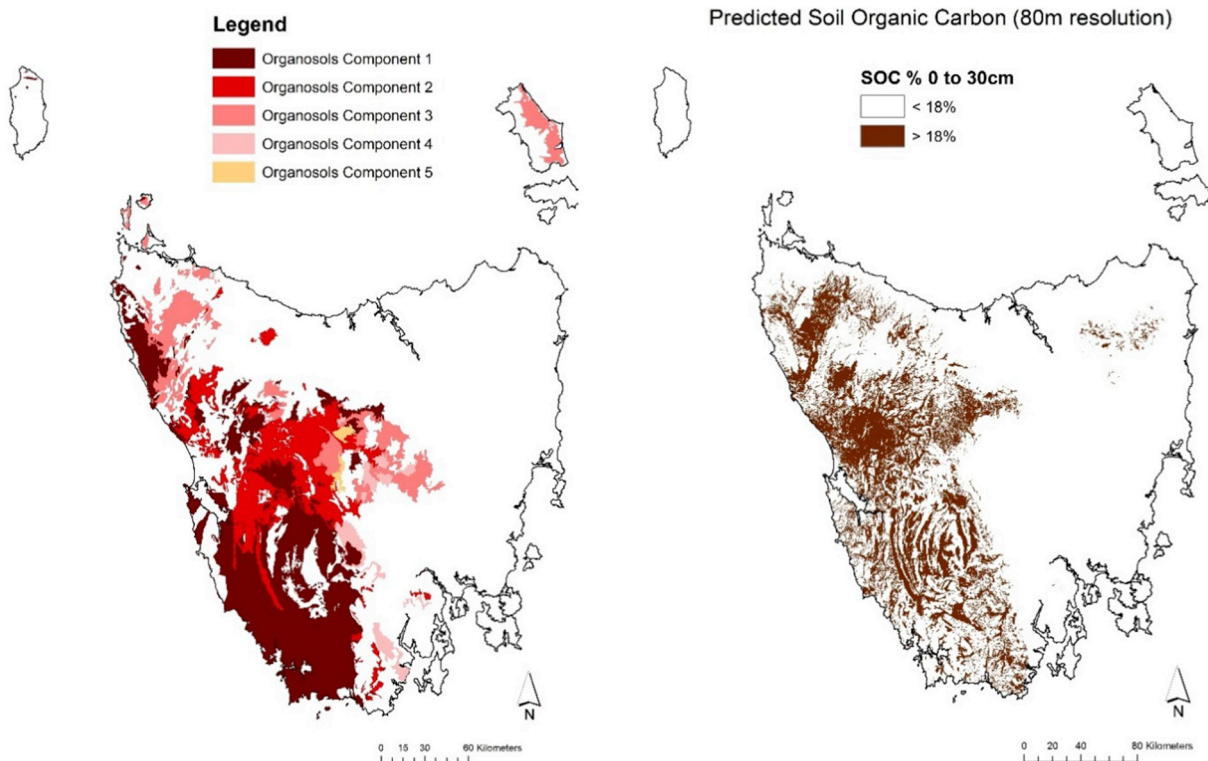 Legend
Organosols Component 1
Organosols Component 2
Organosols Component 3
Organosols Component 4
Organosols Component 5
N
0 15 30 60 Kilometers
Predicted Soil Organic Carbon (80m resolution)
SOC % 0 to 30cm
< 18%
> 18%
N
0 20 40 80 Kilometers